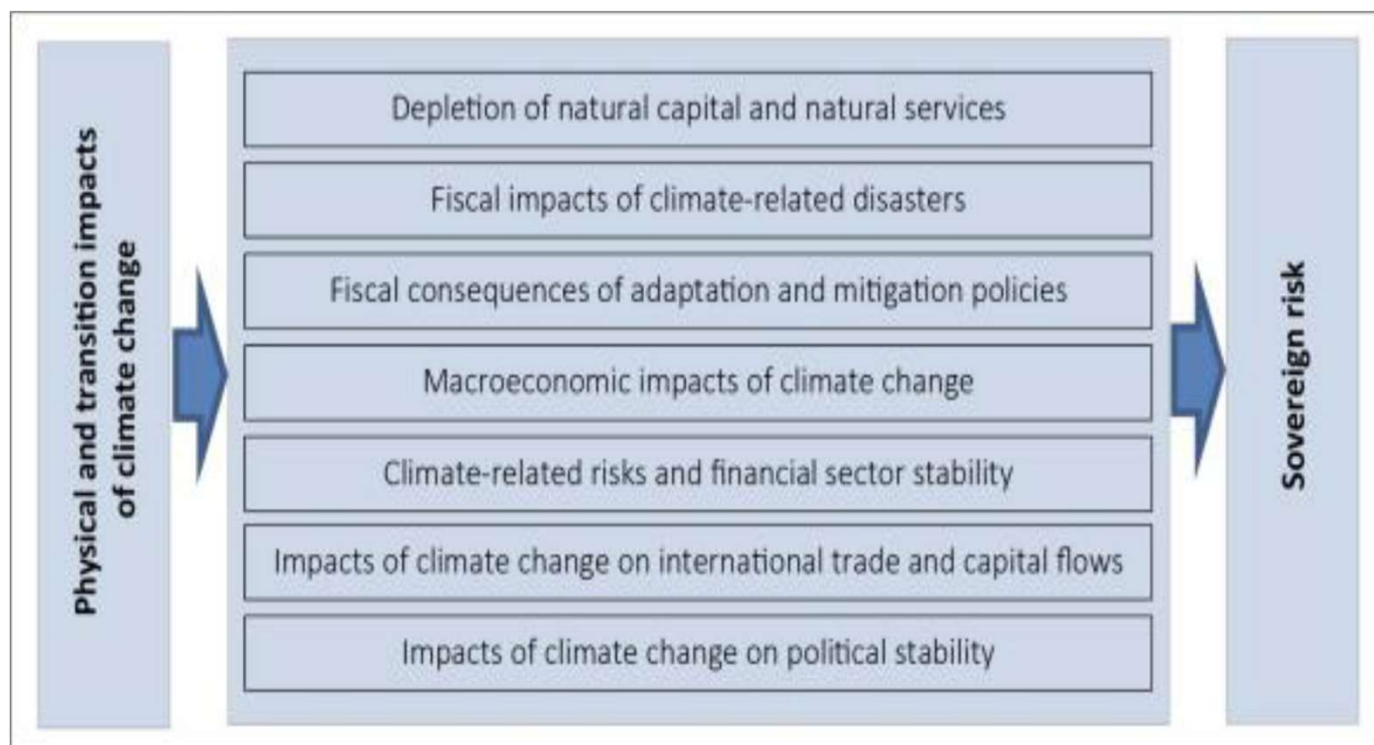 Physical and transition impacts
of climate change
Depletion of natural capital and natural services
Fiscal impacts of climate-related disasters
Fiscal consequences of adaptation and mitigation policies
Macroeconomic impacts of climate change
Climate-related risks and financial sector stability
Impacts of climate change on international trade and capital flows
Impacts of climate change on political stability
Sovereign risk